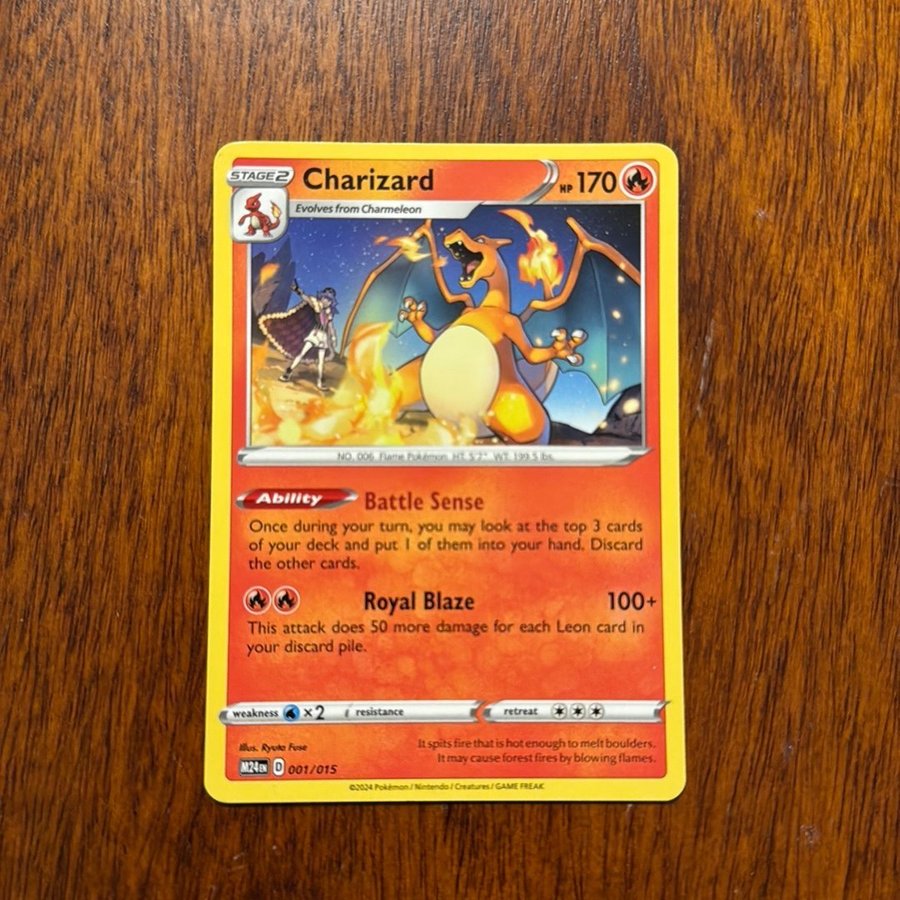 STAGE 2 Charizard HP 170
Evolves from Charmeleon
NO. 006 Flame Pokémon HT: 5'7" WT: 199.5 lbs.
Ability Battle Sense
Once during your turn, you may look at the top 3 cards
of your deck and put 1 of them into your hand. Discard
the other cards.
Royal Blaze 100+
This attack does 50 more damage for each Leon card in
your discard pile.
weakness ×2 resistance retreat
Illus. Ryuta Fuse
It spits fire that is hot enough to melt boulders.
It may cause forest fires by blowing flames.
M24 EN D 001/015
©2024 Pokémon / Nintendo / Creatures / GAME FREAK